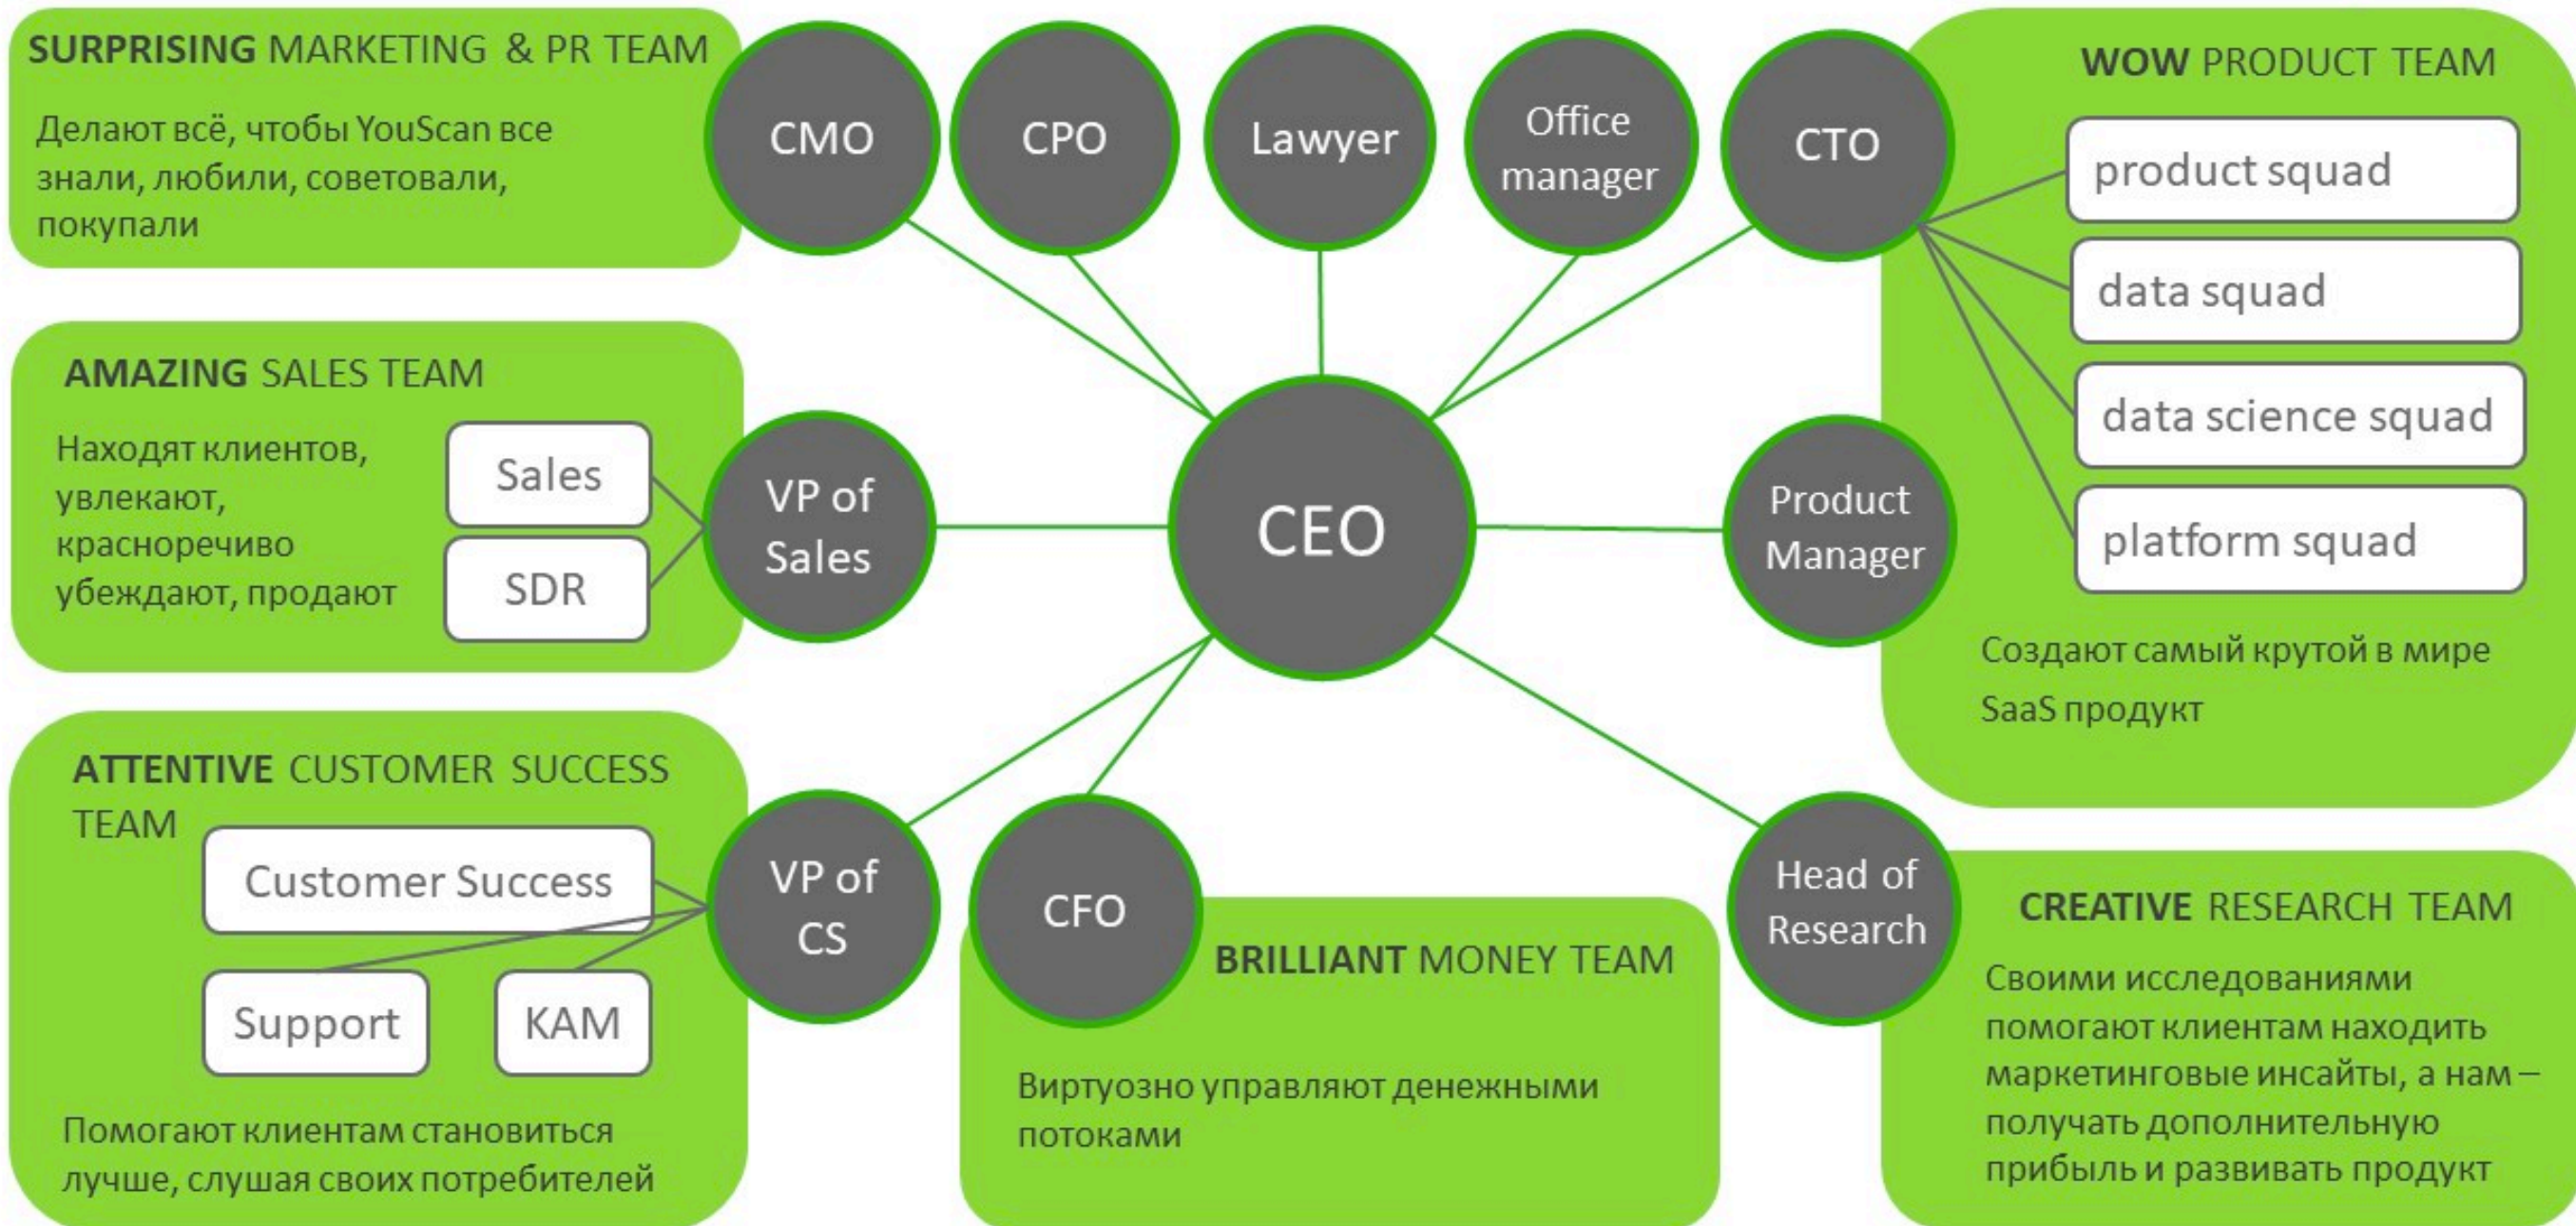 SURPRISING MARKETING & PR TEAM
Делают всё, чтобы YouScan все
знали, любили, советовали,
покупали
CMO
CPO
Lawyer
Office
manager
CTO
WOW PRODUCT TEAM
product squad
data squad
data science squad
platform squad
Создают самый крутой в мире
SaaS продукт
AMAZING SALES TEAM
Находят клиентов,
увлекают,
красноречиво
убеждают, продают
Sales
SDR
VP of
Sales
CEO
Product
Manager
ATTENTIVE CUSTOMER SUCCESS
TEAM
Customer Success
Support
KAM
Помогают клиентам становиться
лучше, слушая своих потребителей
VP of
CS
CFO
BRILLIANT MONEY TEAM
Виртуозно управляют денежными
потоками
Head of
Research
CREATIVE RESEARCH TEAM
Своими исследованиями
помогают клиентам находить
маркетинговые инсайты, а нам –
получать дополнительную
прибыль и развивать продукт